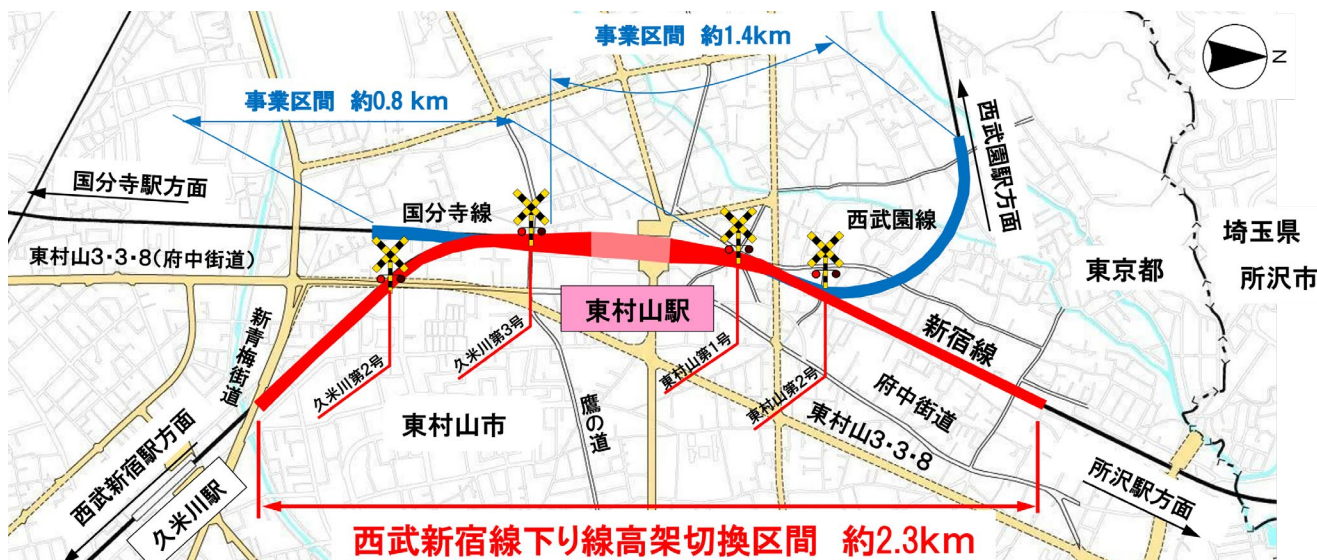 事業区間 約1.4km
事業区間 約0.8 km
N
国分寺駅方面
国分寺線
西武園線
西武園駅方面
埼玉県
所沢市
東京都
東村山3・3・8(府中街道)
東村山駅
新青梅街道
久米川第2号
久米川第3号
東村山第1号
東村山第2号
新宿線
府中街道
東村山3・3・8
東村山市
鷹の道
西武新宿駅方面
久米川駅
所沢駅方面
西武新宿線下り線高架切換区間 約2.3km